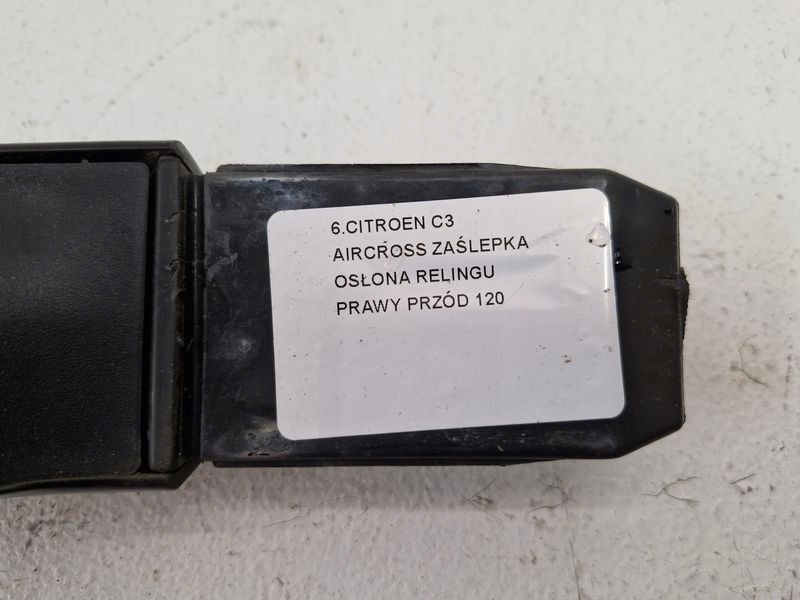 6.CITROEN C3
AIRCROSS ZAŚLEPKA
OSŁONA RELINGU
PRAWY PRZÓD 120